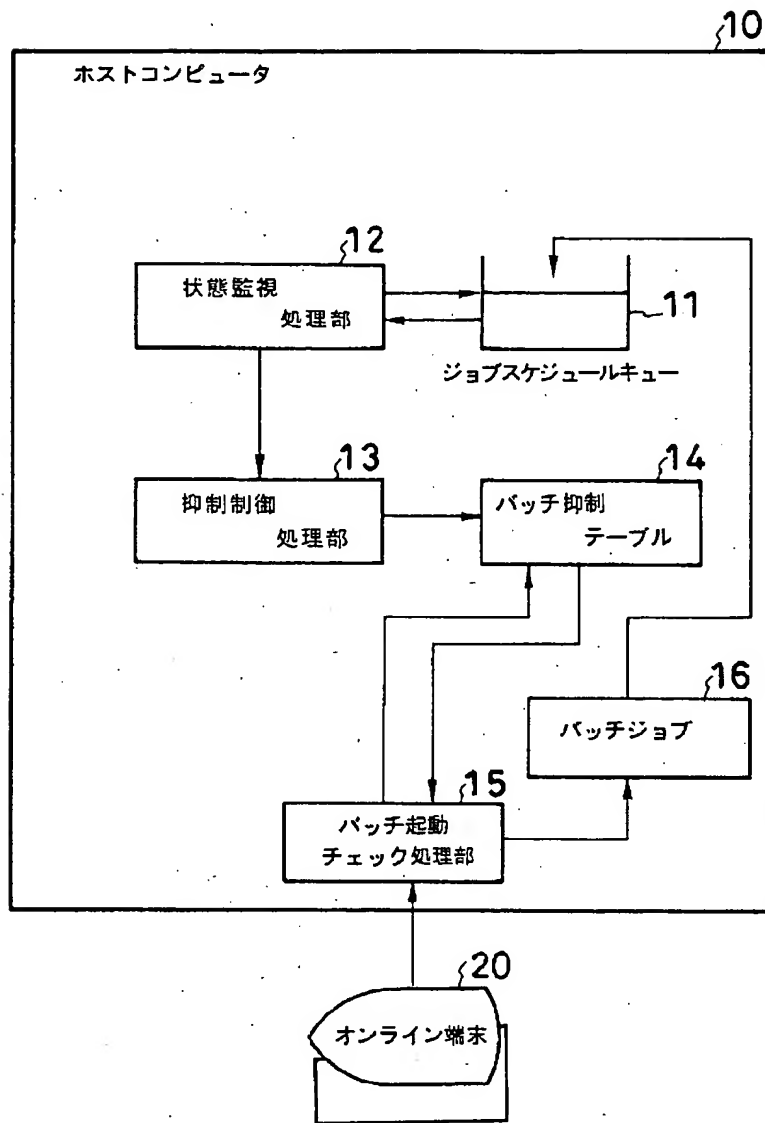 10
ホストコンピュータ
12
状態監視
処理部
11
ジョブスケジュールキュー
13
抑制制御
処理部
14
バッチ抑制
テーブル
16
バッチジョブ
15
バッチ起動
チェック処理部
20
オンライン端末